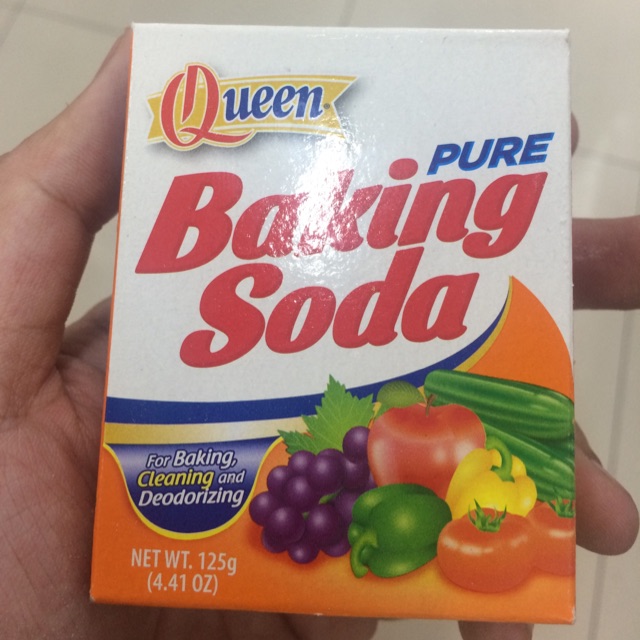 Queen
PURE
Baking
Soda
For Baking,
Cleaning and
Deodorizing
NET WT. 125g
(4.41 OZ)